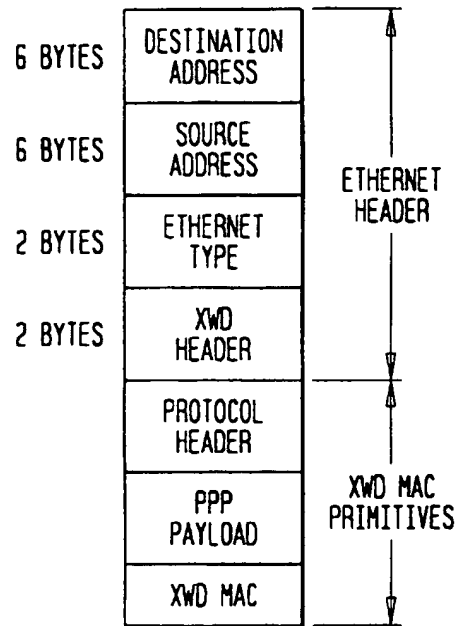 6 BYTES
DESTINATION
ADDRESS
6 BYTES
SOURCE
ADDRESS
2 BYTES
ETHERNET
TYPE
2 BYTES
XWD
HEADER
ETHERNET
HEADER
PROTOCOL
HEADER
PPP
PAYLOAD
XWD MAC
XWD MAC
PRIMITIVES